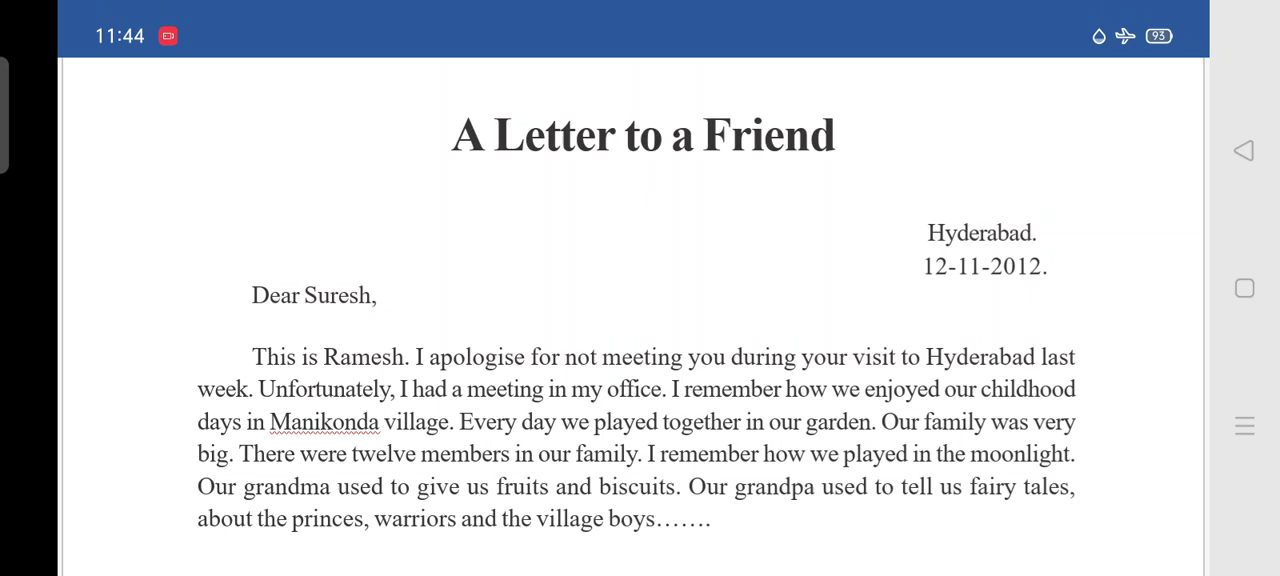 11:44
93
A Letter to a Friend
Hyderabad.
12-11-2012.
Dear Suresh,
This is Ramesh. I apologise for not meeting you during your visit to Hyderabad last
week. Unfortunately, I had a meeting in my office. I remember how we enjoyed our childhood
days in Manikonda village. Every day we played together in our garden. Our family was very
big. There were twelve members in our family. I remember how we played in the moonlight.
Our grandma used to give us fruits and biscuits. Our grandpa used to tell us fairy tales,
about the princes, warriors and the village boys.......